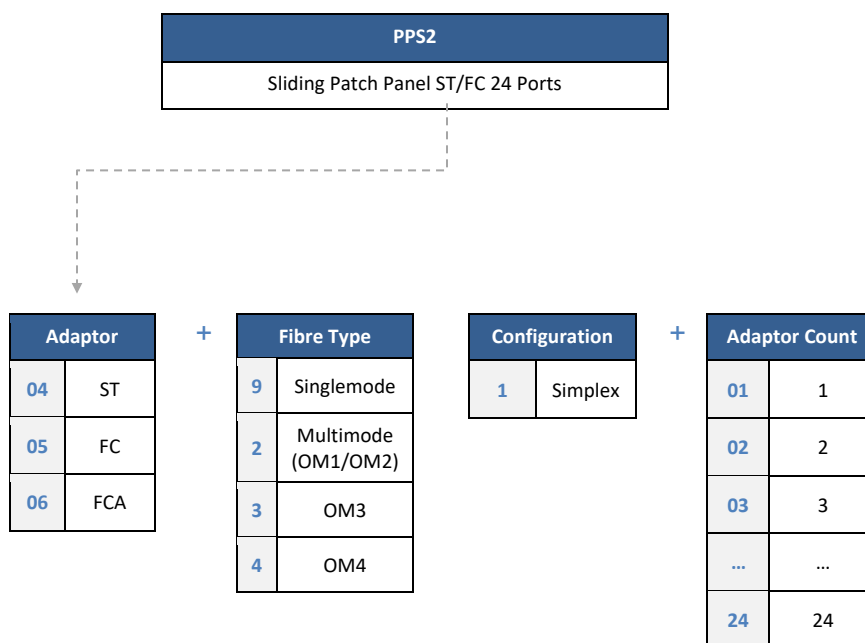 PPS2
Sliding Patch Panel ST/FC 24 Ports
Adaptor
04 ST
05 FC
06 FCA
+
Fibre Type
9 Singlemode
2 Multimode
(OM1/OM2)
3 OM3
4 OM4
Configuration
1 Simplex
+
Adaptor Count
01 1
02 2
03 3
... ...
24 24